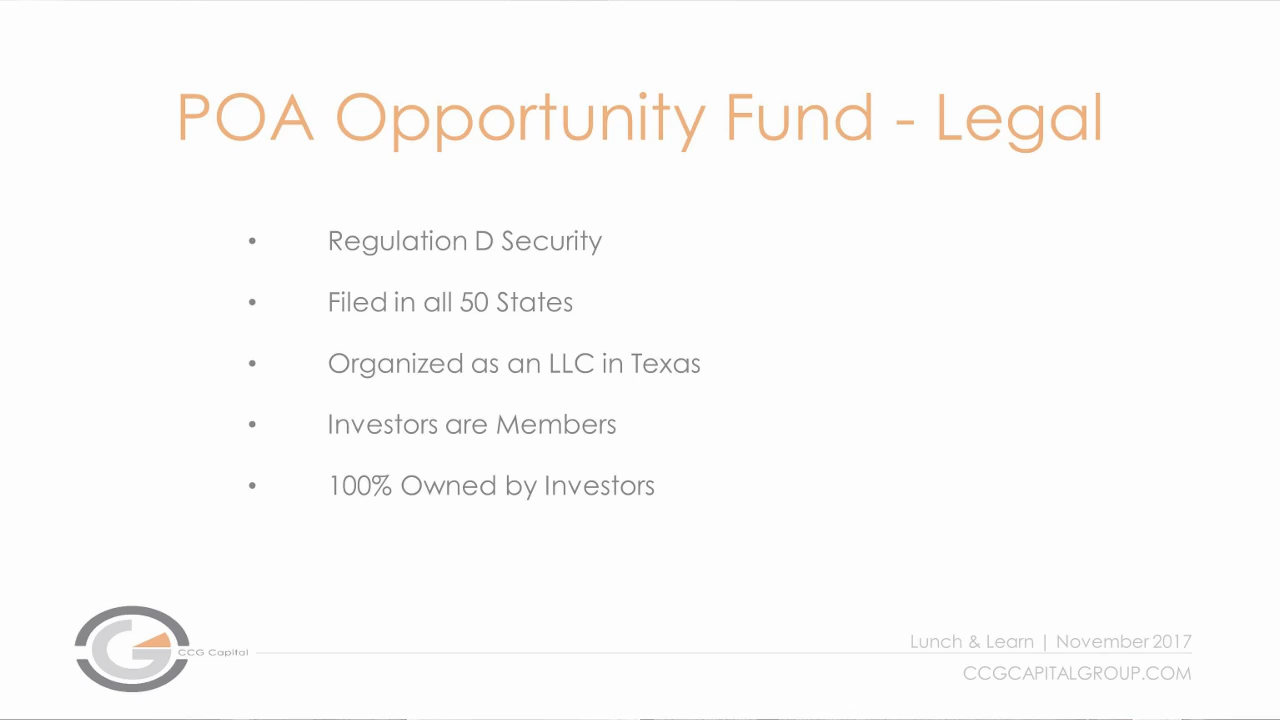 POA Opportunity Fund - Legal
• Regulation D Security
• Filed in all 50 States
• Organized as an LLC in Texas
• Investors are Members
• 100% Owned by Investors
CCG Capital
Lunch & Learn | November 2017
CCGCAPITALGROUP.COM